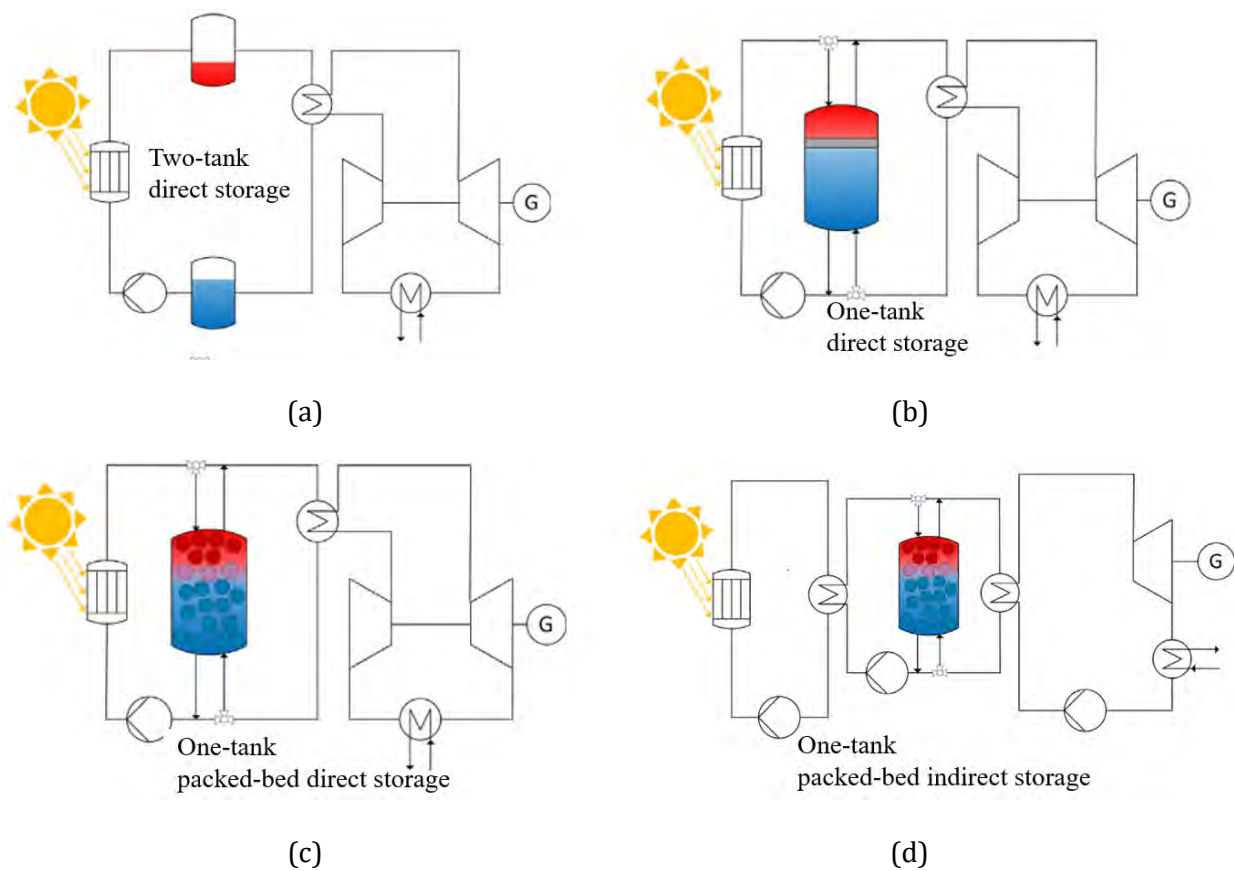 Two-tank
direct storage
G
(a)
One-tank
direct storage
G
(b)
One-tank
packed-bed direct storage
G
(c)
One-tank
packed-bed indirect storage
G
(d)